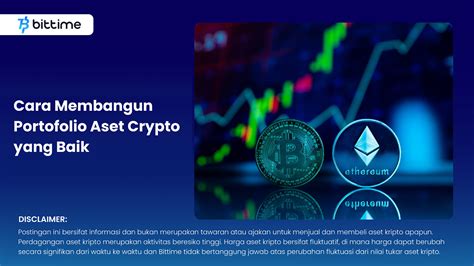 bittime
Cara Membangun
Portofolio Aset Crypto
yang Baik
ethereum
DISCLAIMER:
Postingan ini bersifat informasi dan bukan merupakan tawaran atau ajakan untuk menjual dan membeli aset kripto apapun.
Perdagangan aset kripto merupakan aktivitas beresiko tinggi. Harga aset kripto bersifat fluktuatif, di mana harga dapat berubah
secara signifikan dari waktu ke waktu dan Bittime tidak bertanggung jawab atas perubahan fluktuasi dari nilai tukar aset kripto.